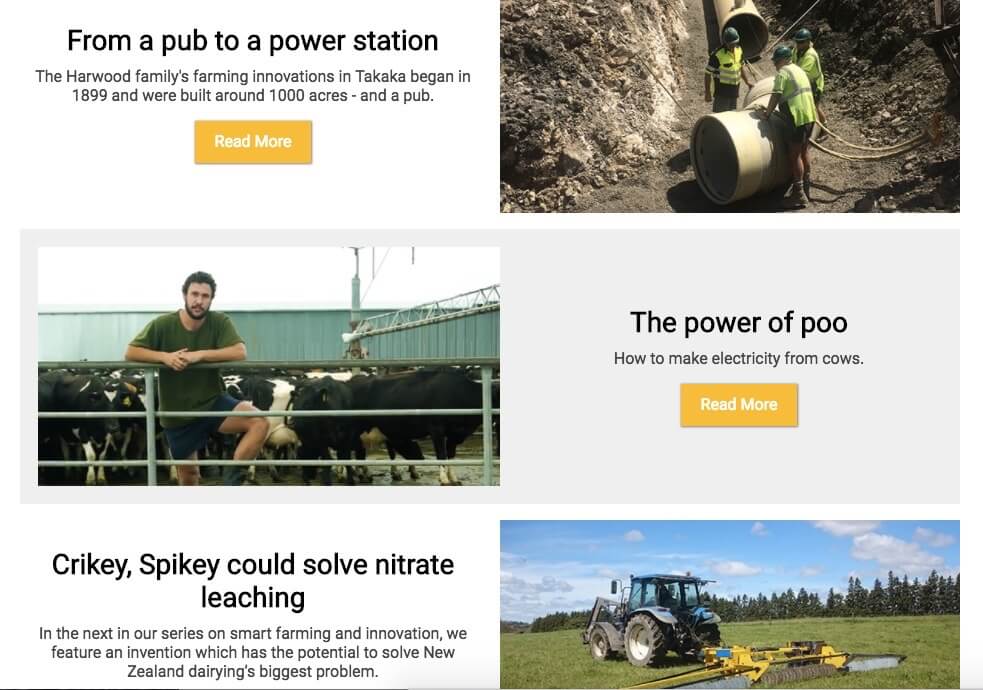 From a pub to a power station
The Harwood family's farming innovations in Takaka began in
1899 and were built around 1000 acres - and a pub.
Read More
The power of poo
How to make electricity from cows.
Read More
Crikey, Spikey could solve nitrate
leaching
In the next in our series on smart farming and innovation, we
feature an invention which has the potential to solve New
Zealand dairying's biggest problem.